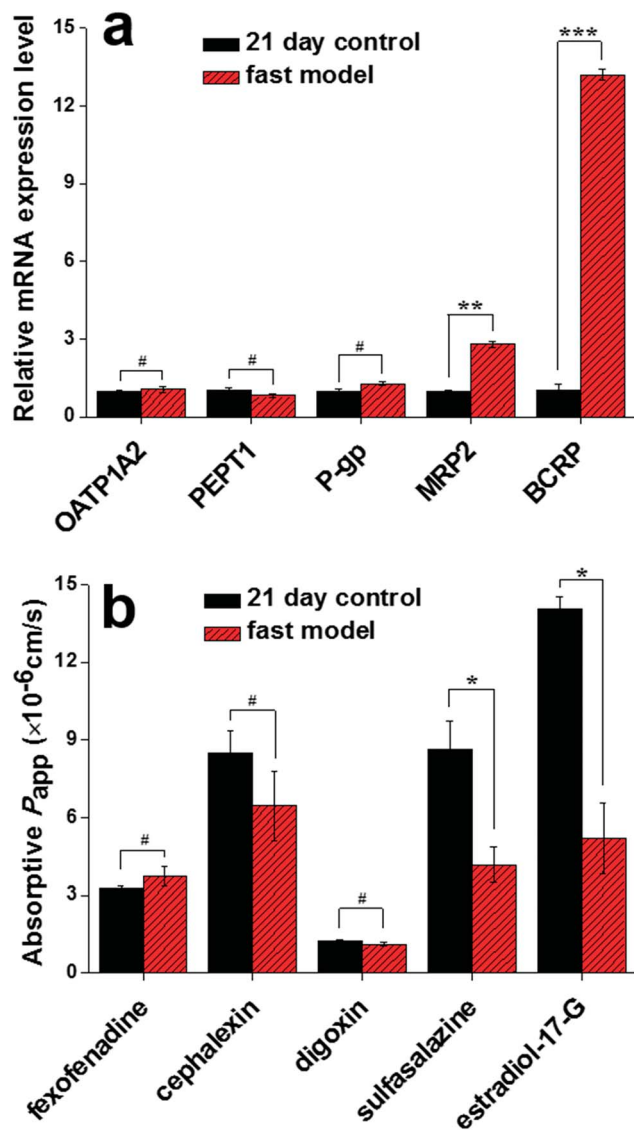 a
21 day control
fast model
***
**
#
#
#
Relative mRNA expression level
15
12
9
6
3
0
OATP1A2
PEPT1
P-gp
MRP2
BCRP
b
21 day control
fast model
*
*
#
#
#
Absorptive Papp (×10-6cm/s)
15
12
9
6
3
0
fexofenadine
cephalexin
digoxin
sulfasalazine
estradiol-17-G